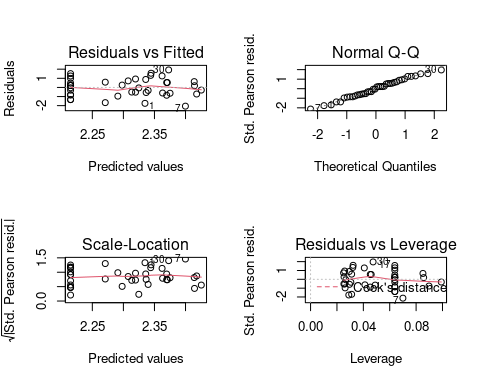 Residuals vs Fitted
Residuals
1
-2
30
1
7
2.25
2.35
Predicted values
Normal Q-Q
Std. Pearson resid.
1
-2
30
7
-2
-1
0
1
2
Theoretical Quantiles
Scale-Location
√|Std. Pearson resid.|
1.5
0.0
30
7
2.25
2.35
Predicted values
Residuals vs Leverage
Std. Pearson resid.
1
-2
Cook's distance
7
0.00
0.04
0.08
Leverage